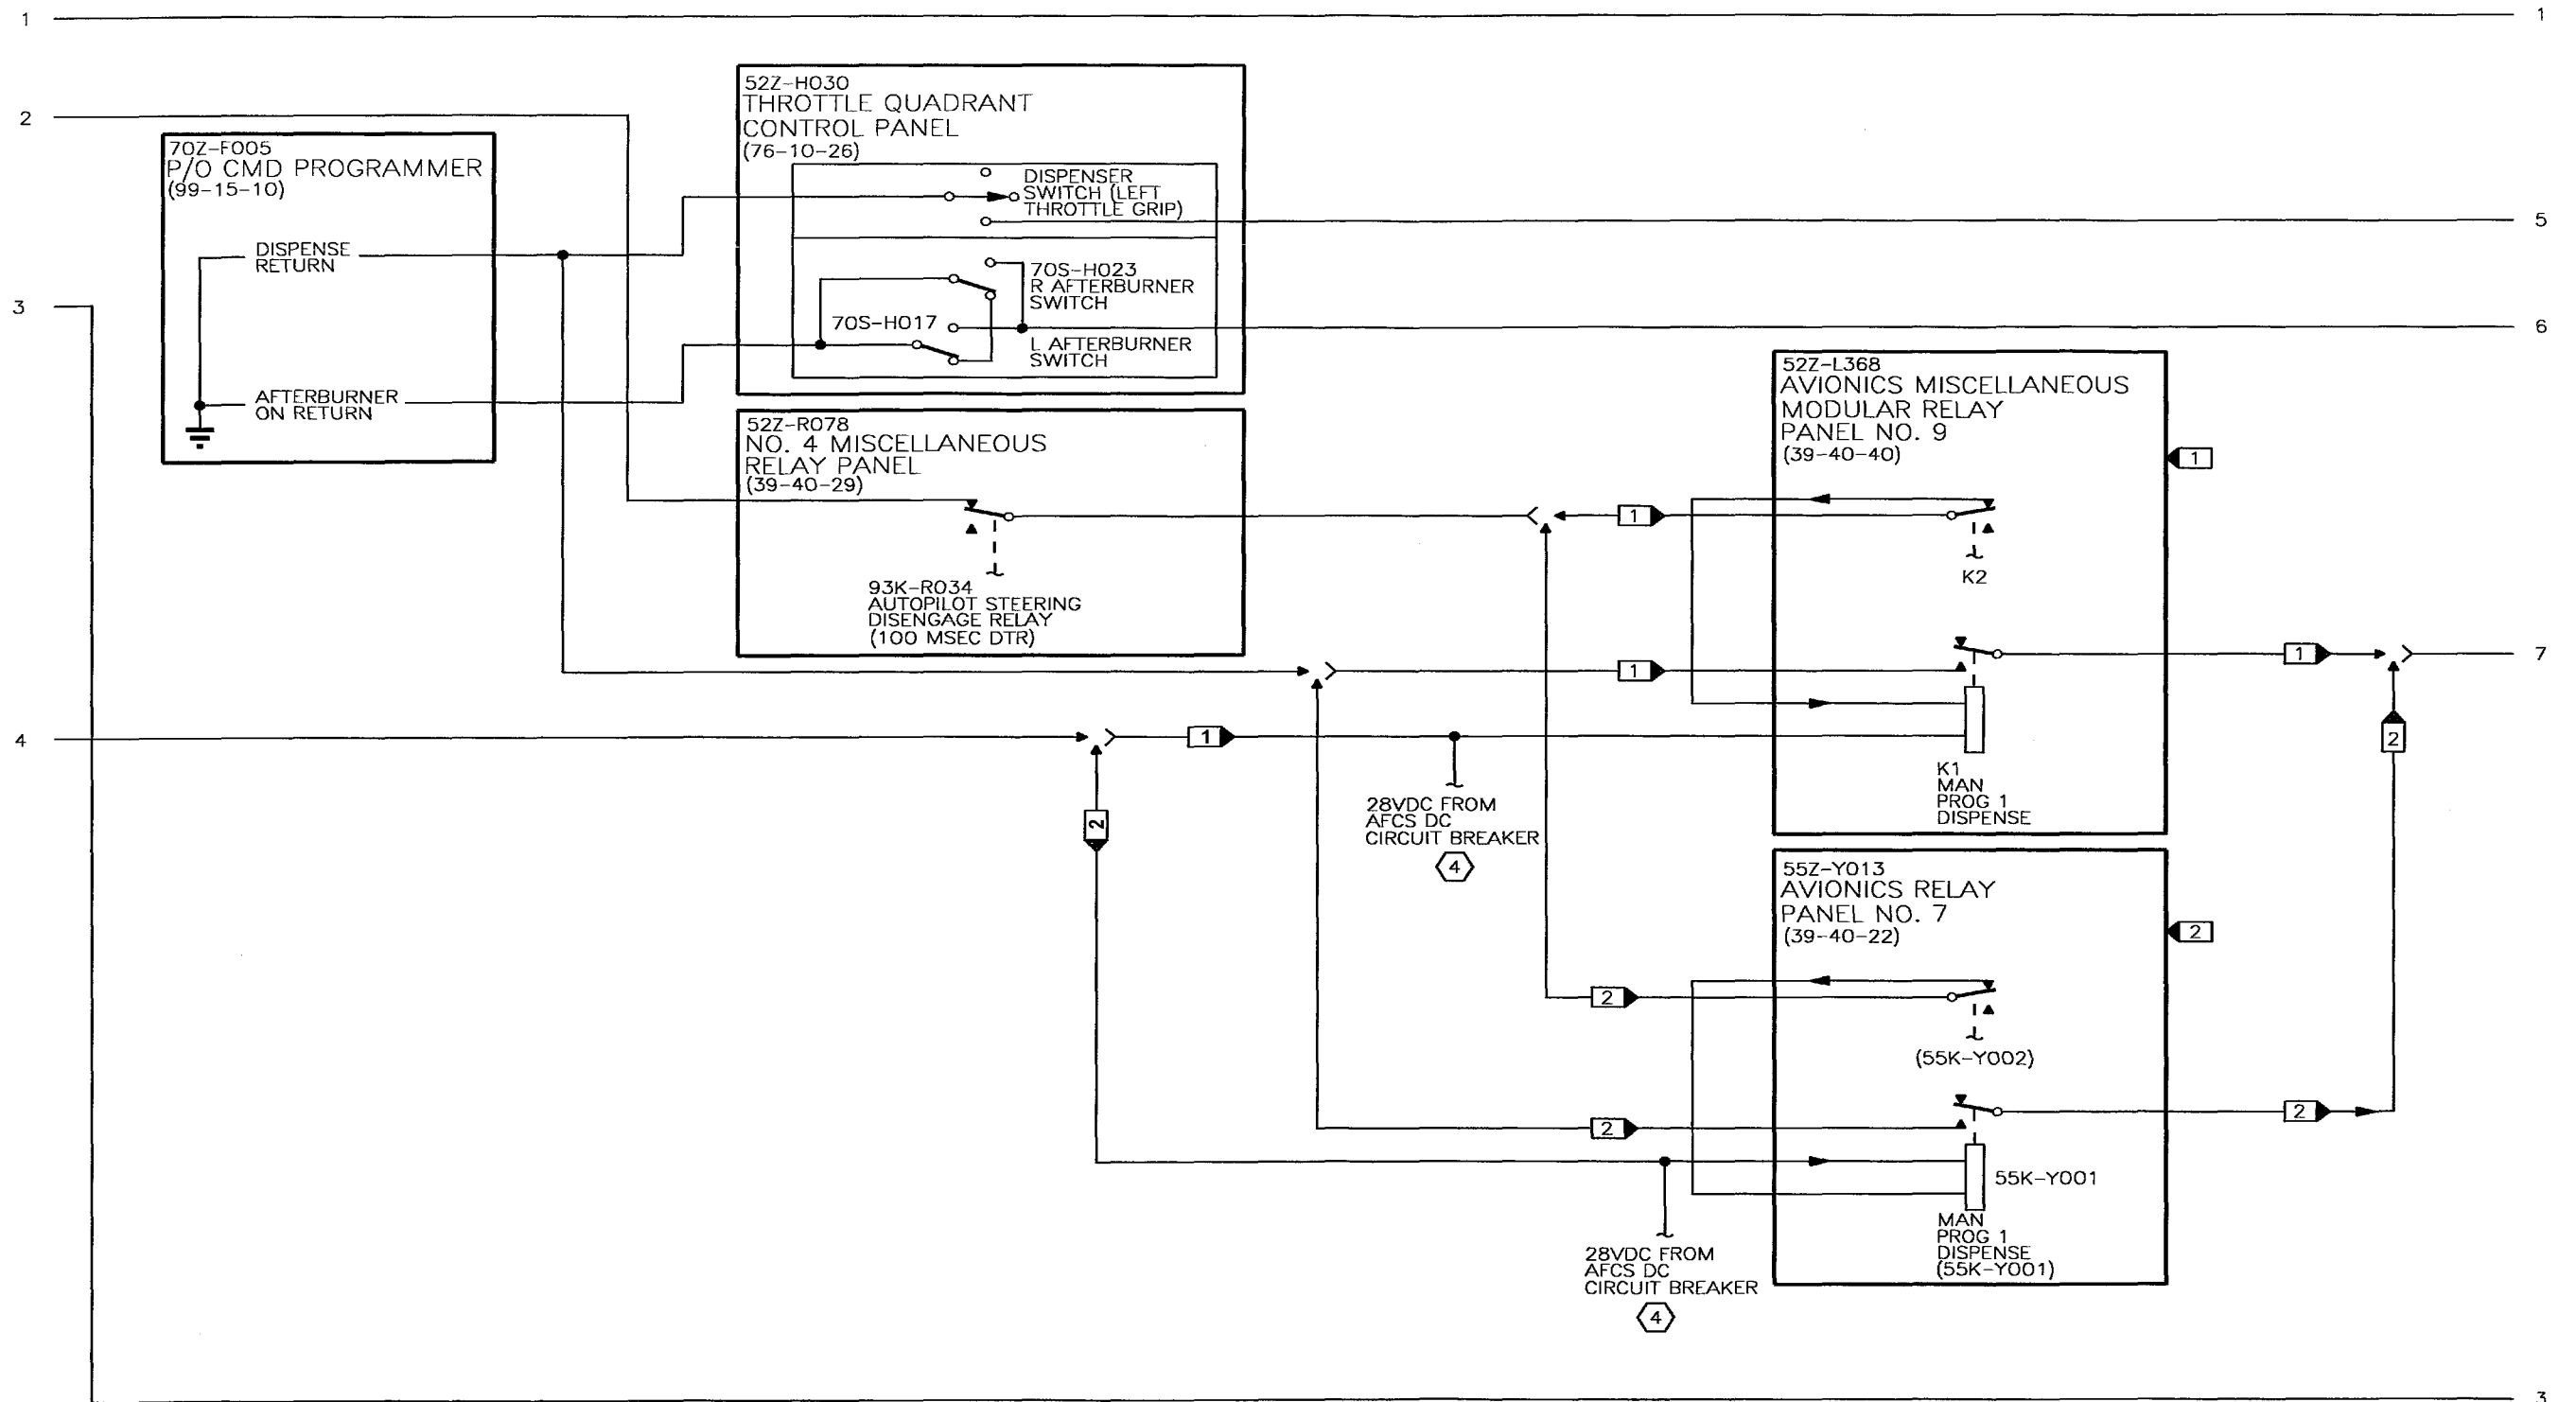 1
1
2
52Z-H030
THROTTLE QUADRANT
CONTROL PANEL
(76-10-26)
DISPENSER
SWITCH (LEFT
THROTTLE GRIP)
70Z-F005
P/O CMD PROGRAMMER
(99-15-10)
DISPENSE
RETURN
5
70S-H023
R AFTERBURNER
SWITCH
3
70S-H017
6
L AFTERBURNER
SWITCH
AFTERBURNER
ON RETURN
52Z-R078
NO. 4 MISCELLANEOUS
RELAY PANEL
(39-40-29)
93K-R034
AUTOPILOT STEERING
DISENGAGE RELAY
(100 MSEC DTR)
52Z-L368
AVIONICS MISCELLANEOUS
MODULAR RELAY
PANEL NO. 9
(39-40-40)
1
1
K2
1
1
7
4
1
2
2
K1
MAN
PROG 1
DISPENSE
28VDC FROM
AFCS DC
CIRCUIT BREAKER
4
55Z-Y013
AVIONICS RELAY
PANEL NO. 7
(39-40-22)
2
2
(55K-Y002)
2
2
55K-Y001
MAN
PROG 1
DISPENSE
(55K-Y001)
28VDC FROM
AFCS DC
CIRCUIT BREAKER
4
3